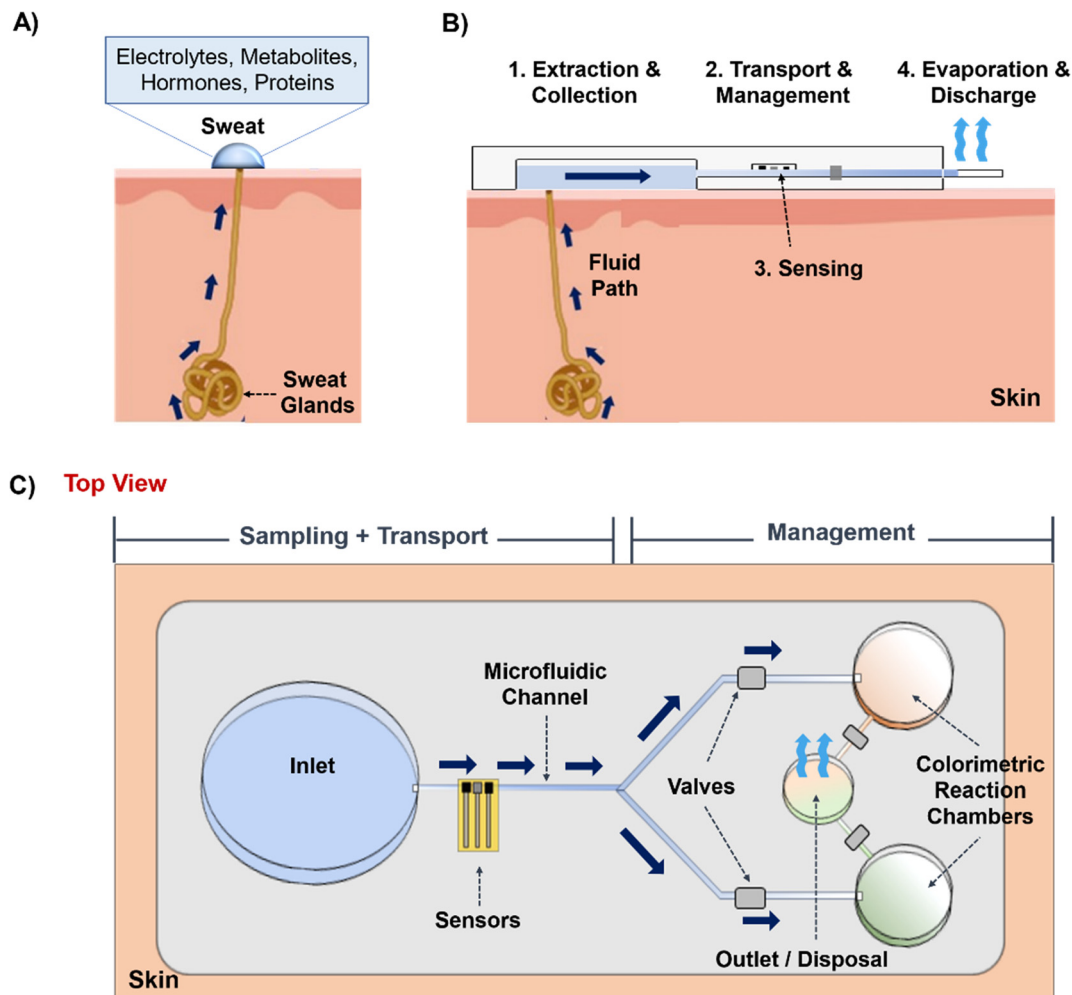 A)
Electrolytes, Metabolites,
Hormones, Proteins
Sweat
Sweat
Glands
B)
1. Extraction &
Collection
2. Transport &
Management
4. Evaporation &
Discharge
3. Sensing
Fluid
Path
Skin
C)
Top View
Sampling + Transport
Management
Microfluidic
Channel
Inlet
Valves
Colorimetric
Reaction
Chambers
Sensors
Outlet / Disposal
Skin